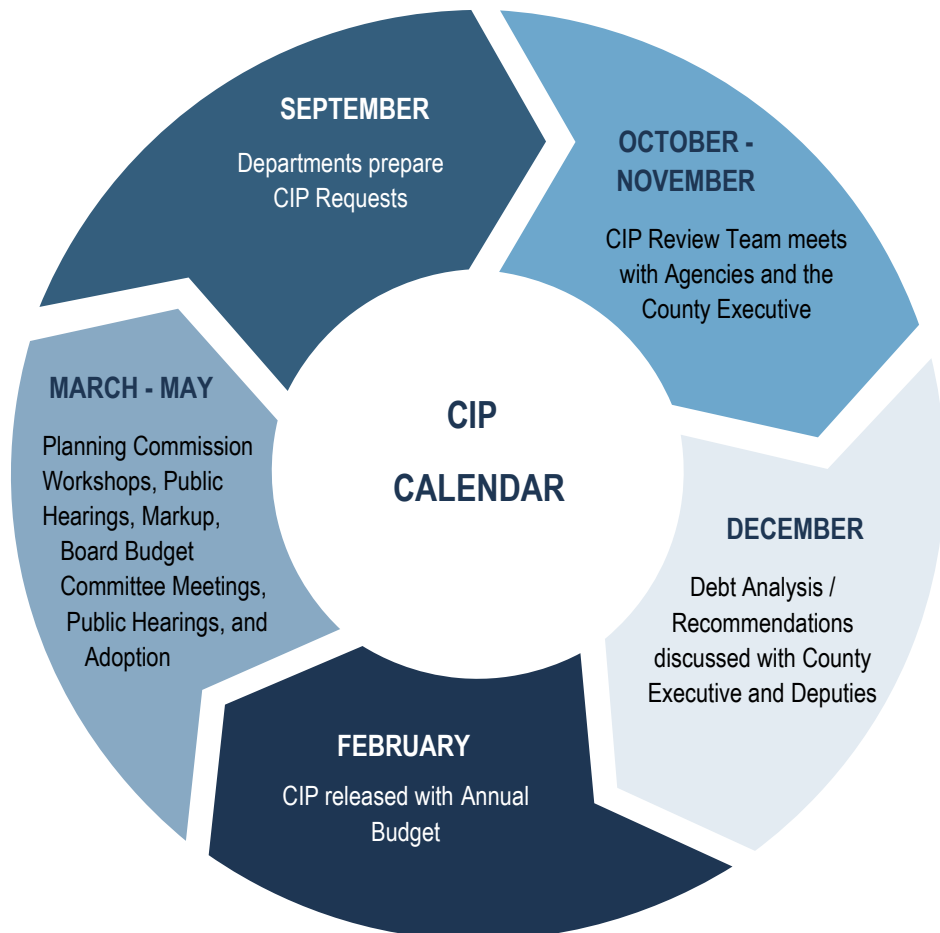 SEPTEMBER
Departments prepare
CIP Requests
OCTOBER -
NOVEMBER
CIP Review Team meets
with Agencies and the
County Executive
DECEMBER
Debt Analysis /
Recommendations
discussed with County
Executive and Deputies
FEBRUARY
CIP released with Annual
Budget
MARCH - MAY
Planning Commission
Workshops, Public
Hearings, Markup,
Board Budget
Committee Meetings,
Public Hearings, and
Adoption
CIP
CALENDAR